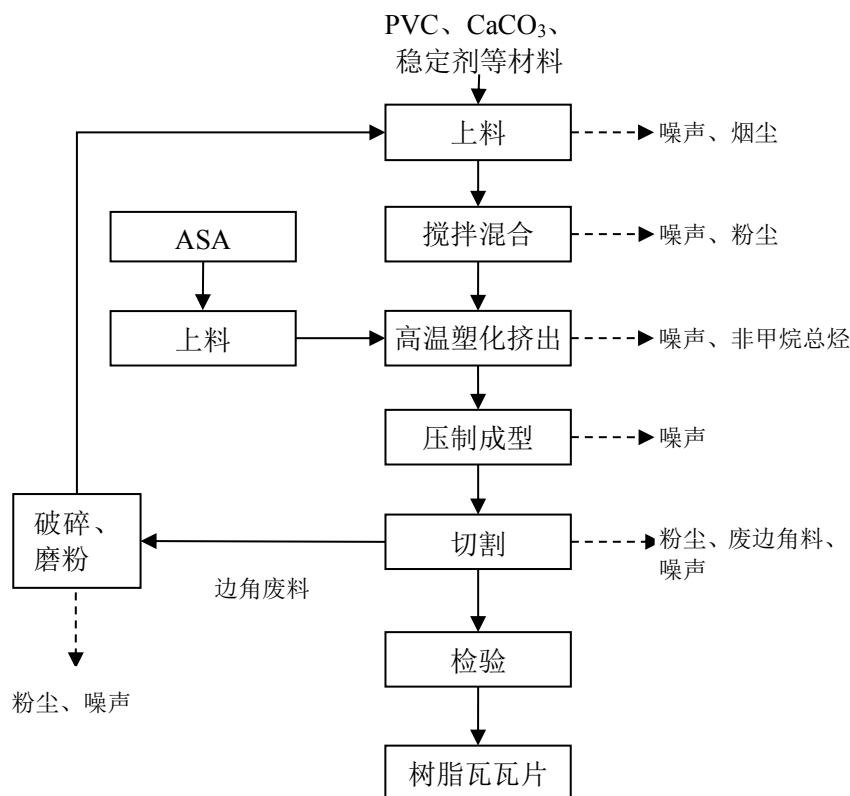 PVC、CaCO₃、
稳定剂等材料
上料
噪声、烟尘
搅拌混合
噪声、粉尘
ASA
上料
高温塑化挤出
噪声、非甲烷总烃
压制成型
噪声
破碎、
磨粉
切割
粉尘、废边角料、
噪声
边角废料
检验
粉尘、噪声
树脂瓦瓦片